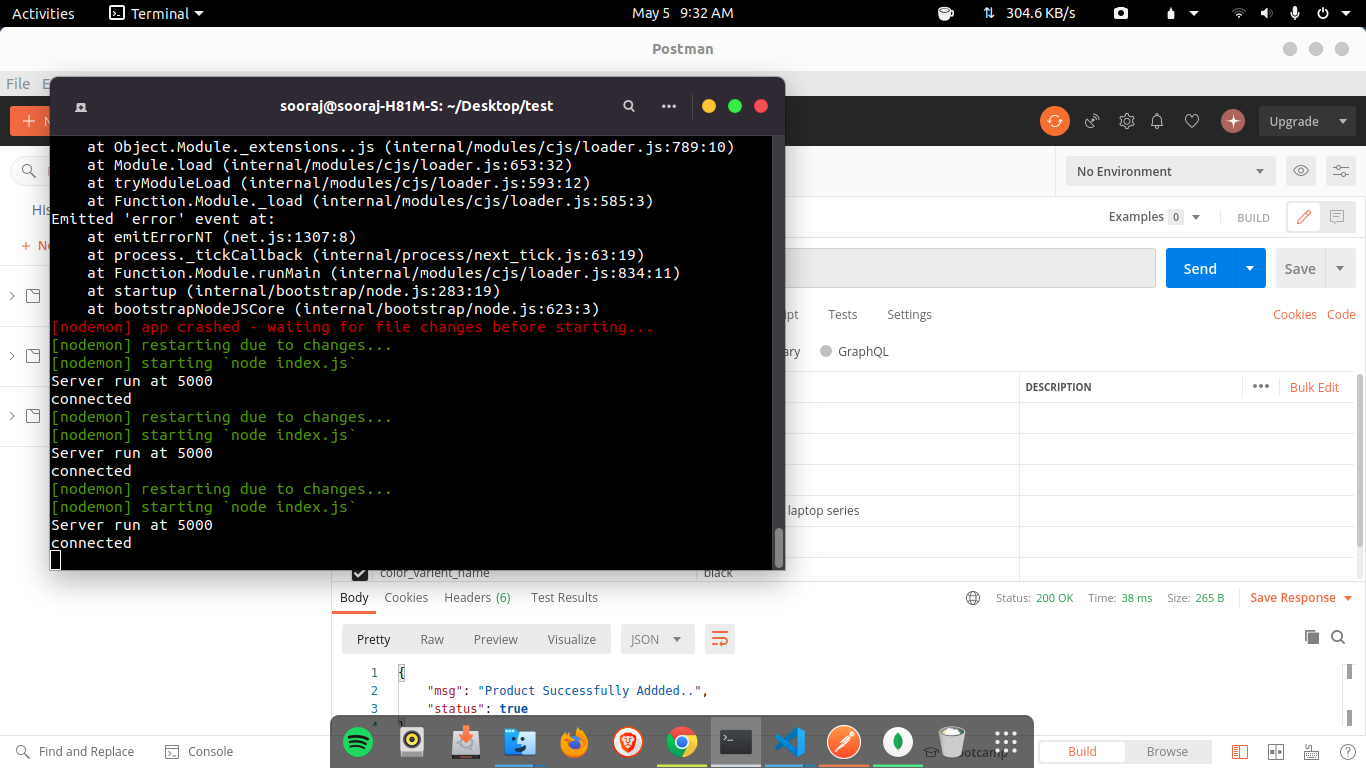 Activities
Terminal
May 5 9:32 AM
304.6 KB/s
Postman
File
sooraj@sooraj-H81M-S: ~/Desktop/test
Upgrade
No Environment
Examples 0
BUILD
Send
Save
Tests
Settings
Cookies Code
GraphQL
DESCRIPTION
Bulk Edit
laptop series
color_varient_name
black
at Object.Module._extensions..js (internal/modules/cjs/loader.js:789:10)
at Module.load (internal/modules/cjs/loader.js:653:32)
at tryModuleLoad (internal/modules/cjs/loader.js:593:12)
at Function.Module._load (internal/modules/cjs/loader.js:585:3)
Emitted 'error' event at:
at emitErrorNT (net.js:1307:8)
at process._tickCallback (internal/process/next_tick.js:63:19)
at Function.Module.runMain (internal/modules/cjs/loader.js:834:11)
at startup (internal/bootstrap/node.js:283:19)
at bootstrapNodeJSCore (internal/bootstrap/node.js:623:3)
[nodemon] app crashed - waiting for file changes before starting...
[nodemon] restarting due to changes...
[nodemon] starting `node index.js`
Server run at 5000
connected
[nodemon] restarting due to changes...
[nodemon] starting `node index.js`
Server run at 5000
connected
[nodemon] restarting due to changes...
[nodemon] starting `node index.js`
Server run at 5000
connected
Body Cookies Headers (6) Test Results
Status: 200 OK Time: 38 ms Size: 265 B
Save Response
Pretty Raw Preview Visualize JSON
1 {
2 "msg": "Product Successfully Addded..",
3 "status": true
Find and Replace Console
Build Browse